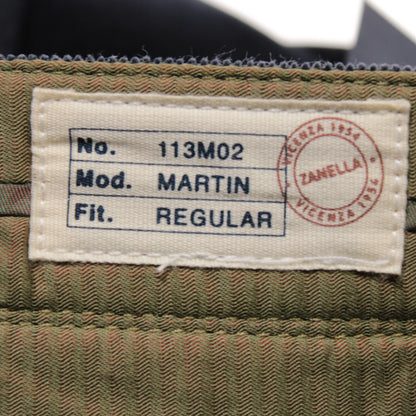 No. 113M02
Mod. MARTIN
Fit. REGULAR
VICENZA 1954
ZANELLA
VICENZA 1954